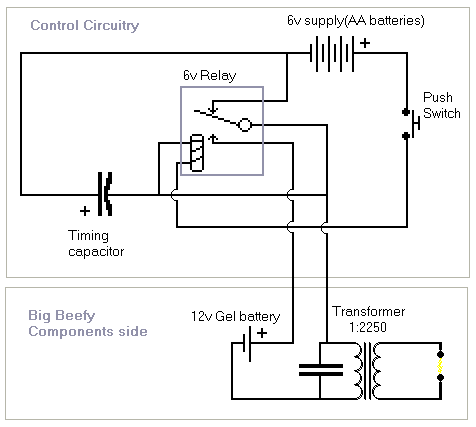 Control Circuitry
6v supply(AA batteries)
+
6v Relay
Push
Switch
+
Timing
capacitor
Big Beefy
Components side
12v Gel battery
+
Transformer
1:2250